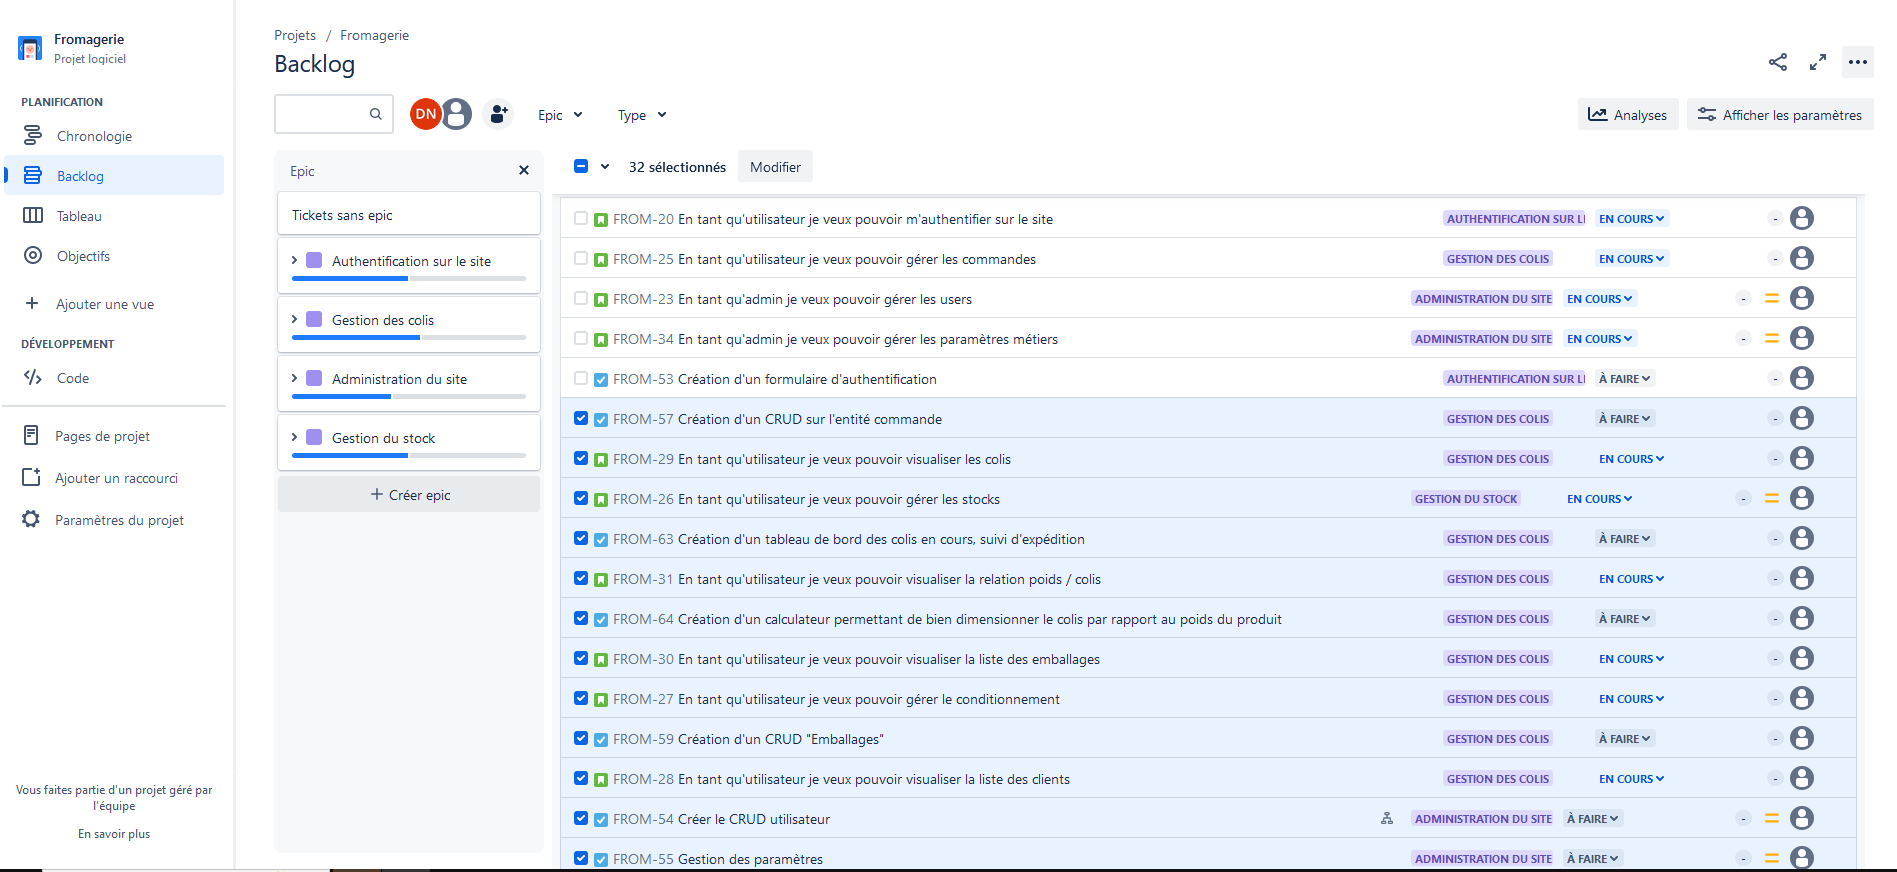 Fromagerie
Projet logiciel
PLANIFICATION
Chronologie
Backlog
Tableau
Objectifs
Ajouter une vue
DÉVELOPPEMENT
Code
Pages de projet
Ajouter un raccourci
Paramètres du projet
Vous faites partie d'un projet géré par
l'équipe
En savoir plus
Projets / Fromagerie
Backlog
DN
Epic
Type
Analyses
Afficher les paramètres
Epic
Tickets sans epic
Authentification sur le site
Gestion des colis
Administration du site
Gestion du stock
+ Créer epic
32 sélectionnés
Modifier
FROM-20 En tant qu'utilisateur je veux pouvoir m'authentifier sur le site AUTHENTIFICATION SUR LE EN COURS -
FROM-25 En tant qu'utilisateur je veux pouvoir gérer les commandes GESTION DES COLIS EN COURS -
FROM-23 En tant qu'admin je veux pouvoir gérer les users ADMINISTRATION DU SITE EN COURS -
FROM-34 En tant qu'admin je veux pouvoir gérer les paramètres métiers ADMINISTRATION DU SITE EN COURS -
FROM-53 Création d'un formulaire d'authentification AUTHENTIFICATION SUR LE À FAIRE -
FROM-57 Création d'un CRUD sur l'entité commande GESTION DES COLIS À FAIRE -
FROM-29 En tant qu'utilisateur je veux pouvoir visualiser les colis GESTION DES COLIS EN COURS -
FROM-26 En tant qu'utilisateur je veux pouvoir gérer les stocks GESTION DU STOCK EN COURS -
FROM-63 Création d'un tableau de bord des colis en cours, suivi d'expédition GESTION DES COLIS À FAIRE -
FROM-31 En tant qu'utilisateur je veux pouvoir visualiser la relation poids / colis GESTION DES COLIS EN COURS -
FROM-64 Création d'un calculateur permettant de bien dimensionner le colis par rapport au poids du produit GESTION DES COLIS À FAIRE -
FROM-30 En tant qu'utilisateur je veux pouvoir visualiser la liste des emballages GESTION DES COLIS EN COURS -
FROM-27 En tant qu'utilisateur je veux pouvoir gérer le conditionnement GESTION DES COLIS EN COURS -
FROM-59 Création d'un CRUD "Emballages" GESTION DES COLIS À FAIRE -
FROM-28 En tant qu'utilisateur je veux pouvoir visualiser la liste des clients GESTION DES COLIS EN COURS -
FROM-54 Créer le CRUD utilisateur ADMINISTRATION DU SITE À FAIRE -
FROM-55 Gestion des paramètres ADMINISTRATION DU SITE À FAIRE -